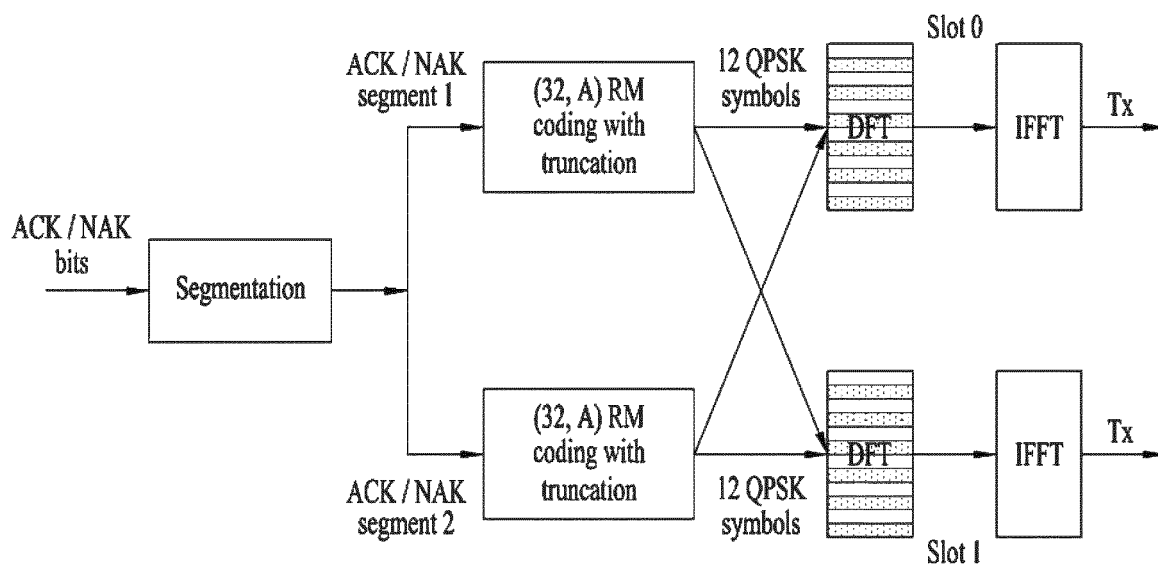 Slot 0
ACK / NAK
segment 1
(32, A) RM
coding with
truncation
12 QPSK
symbols
DFT
IFFT
Tx
ACK / NAK
bits
Segmentation
(32, A) RM
coding with
truncation
ACK / NAK
segment 2
12 QPSK
symbols
DFT
IFFT
Tx
Slot 1